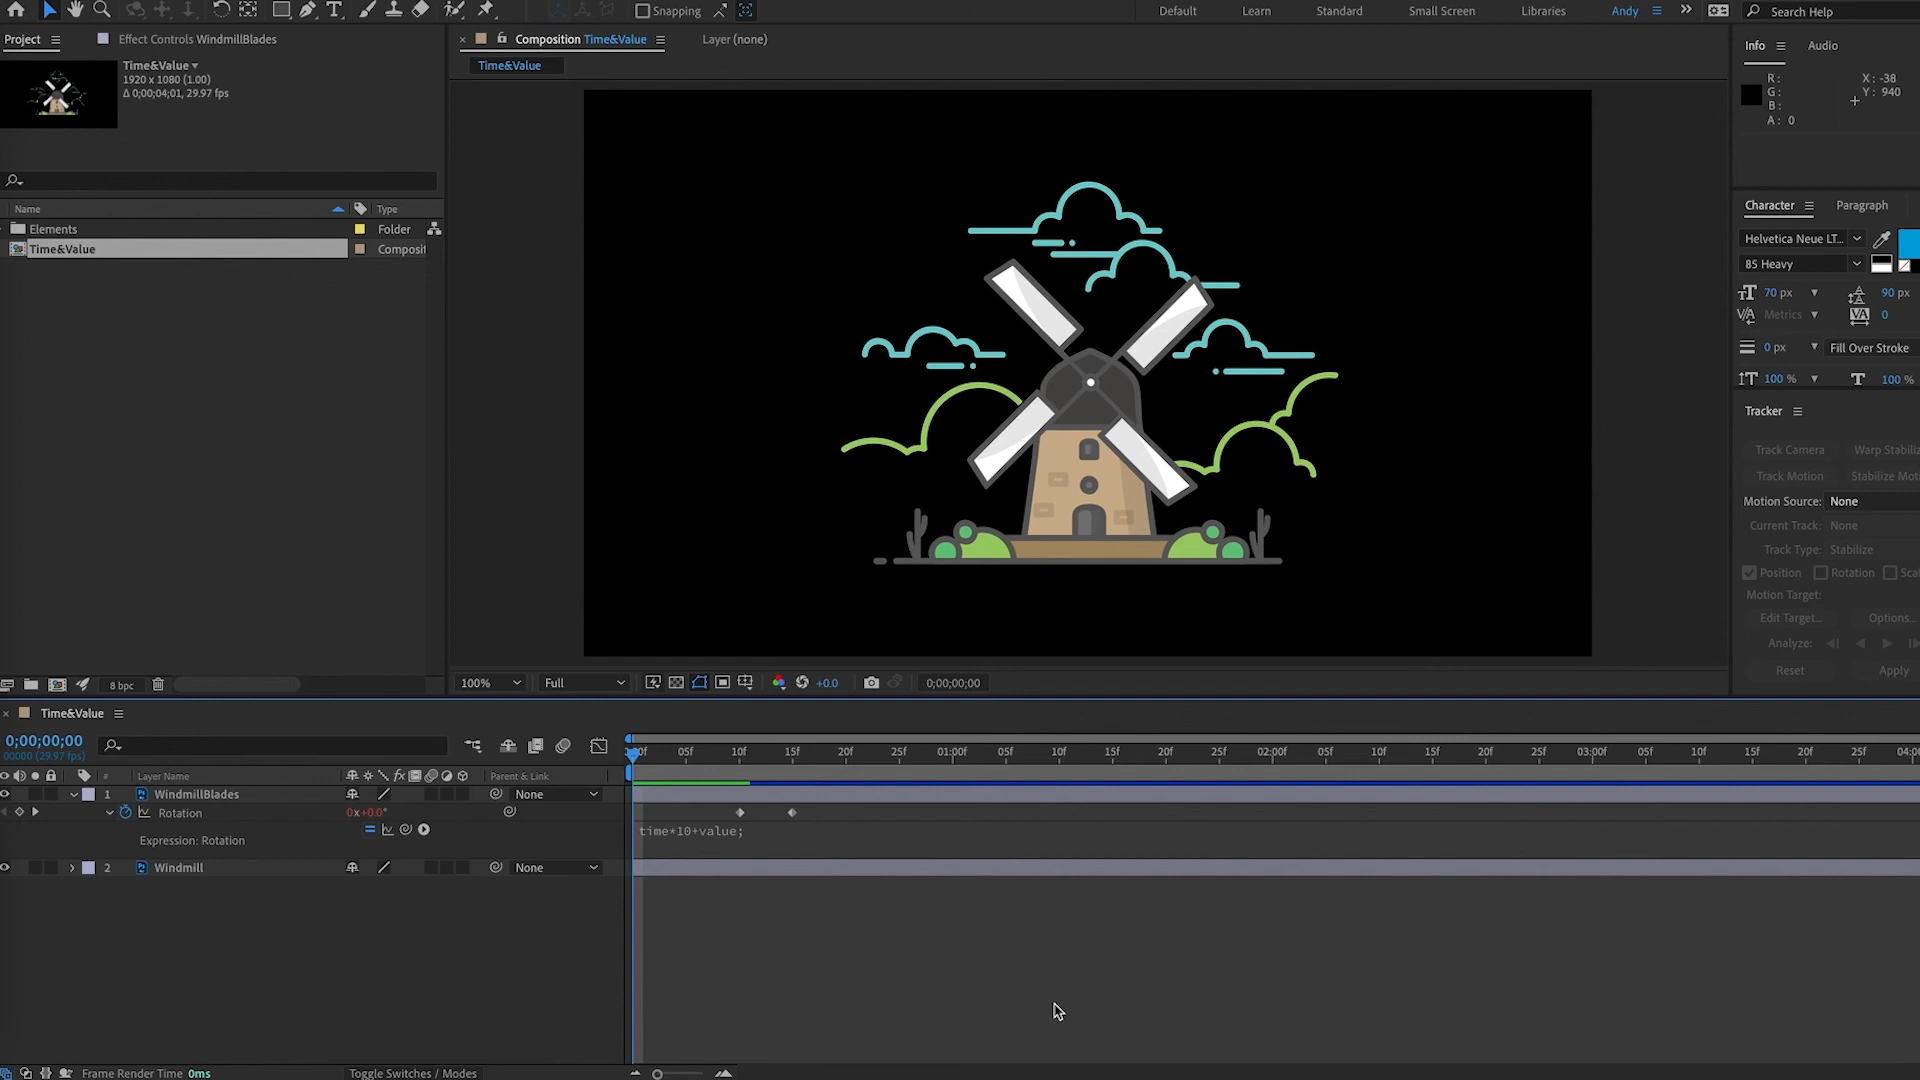 Snapping
Default
Learn
Standard
Small Screen
Libraries
Andy
Search Help
Project
Effect Controls WindmillBlades
Composition Time&Value
Layer (none)
Time&Value
Info
Audio
Time&Value
1920 x 1080 (1.00)
Δ 0;00;04;01, 29.97 fps
R :
G :
B :
A : 0
X : -38
Y : 940
Name
Type
Elements
Folder
Time&Value
Composit
Character
Paragraph
Helvetica Neue LT...
85 Heavy
70 px
90 px
Metrics
0
0 px
Fill Over Stroke
100 %
100 %
Tracker
Track Camera
Warp Stabiliz
Track Motion
Stabilize Mot
Motion Source: None
Current Track: None
Track Type: Stabilize
Position
Rotation
Scal
Motion Target:
Edit Target...
Options...
Analyze:
Reset
Apply
8 bpc
100%
Full
+0.0
0;00;00;00
Time&Value
0;00;00;00
00000 (29.97 fps)
:00f 05f 10f 15f 20f 25f 01:00f 05f 10f 15f 20f 25f 02:00f 05f 10f 15f 20f 25f 03:00f 05f 10f 15f 20f 25f 04:00
#
Layer Name
Parent & Link
1
WindmillBlades
None
Rotation
0x+0.0°
Expression: Rotation
time*10+value;
2
Windmill
None
Frame Render Time 0ms
Toggle Switches / Modes